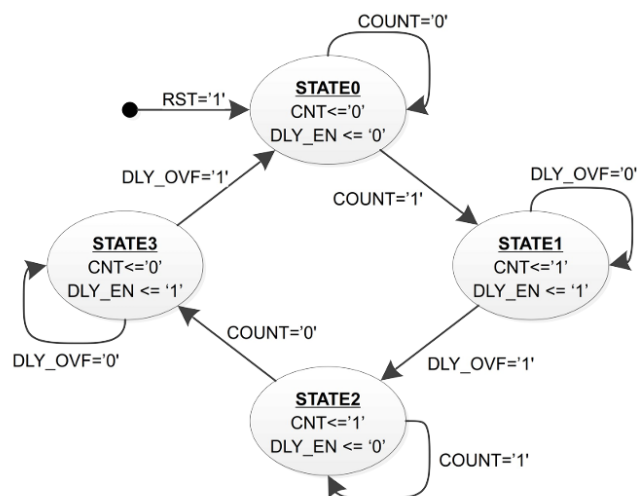 COUNT='0'
STATE0
CNT<='0'
DLY_EN <= ‘0’
RST='1'
DLY_OVF='1'
COUNT='1'
DLY_OVF='0'
STATE3
CNT<='0'
DLY_EN <= ‘1’
STATE1
CNT<='1'
DLY_EN <= ‘1’
COUNT='0'
DLY_OVF='0'
DLY_OVF='1'
STATE2
CNT<='1'
DLY_EN <= ‘0’
COUNT='1'